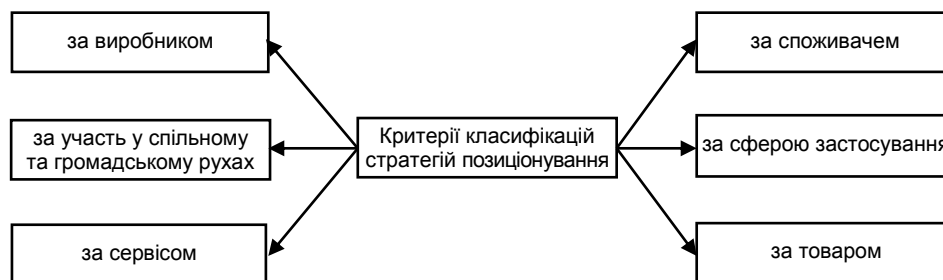 за виробником
за споживачем
за участь у спільному
та громадському рухах
Критерії класифікацій
стратегій позиціонування
за сферою застосування
за сервісом
за товаром